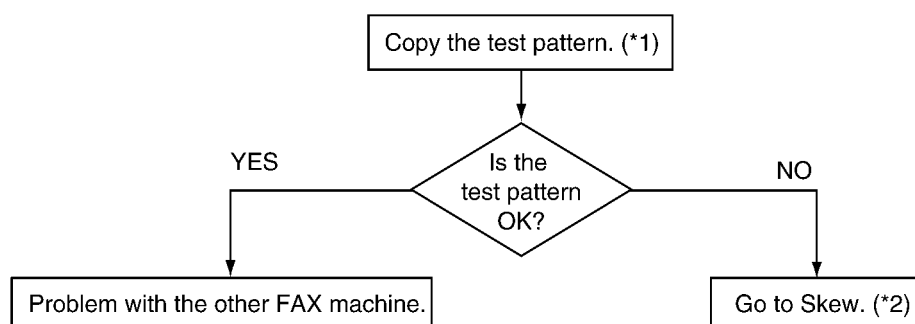 Copy the test pattern. (*1)
Is the
test pattern
OK?
YES
NO
Problem with the other FAX machine.
Go to Skew. (*2)